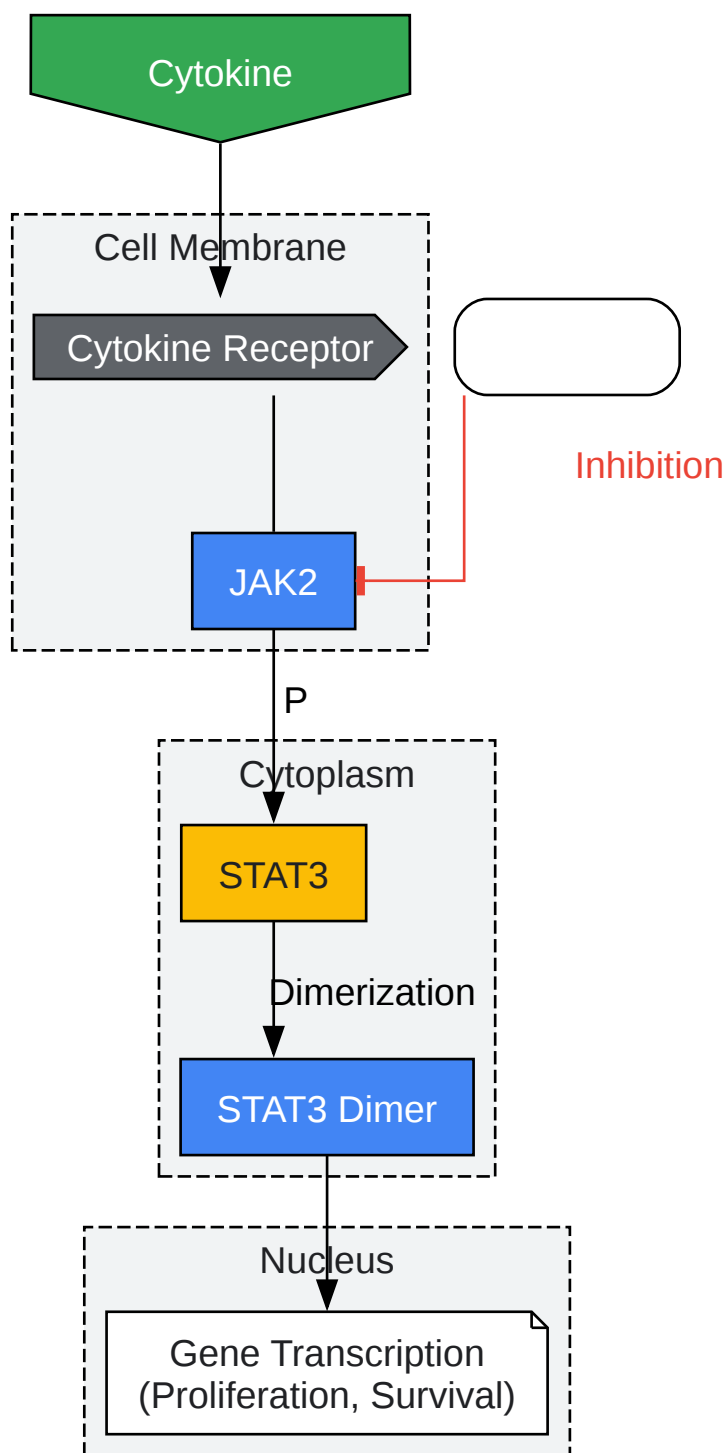 Cytokine
Cell Membrane
Cytokine Receptor
Inhibition
JAK2
P
Cytoplasm
STAT3
Dimerization
STAT3 Dimer
Nucleus
Gene Transcription
(Proliferation, Survival)